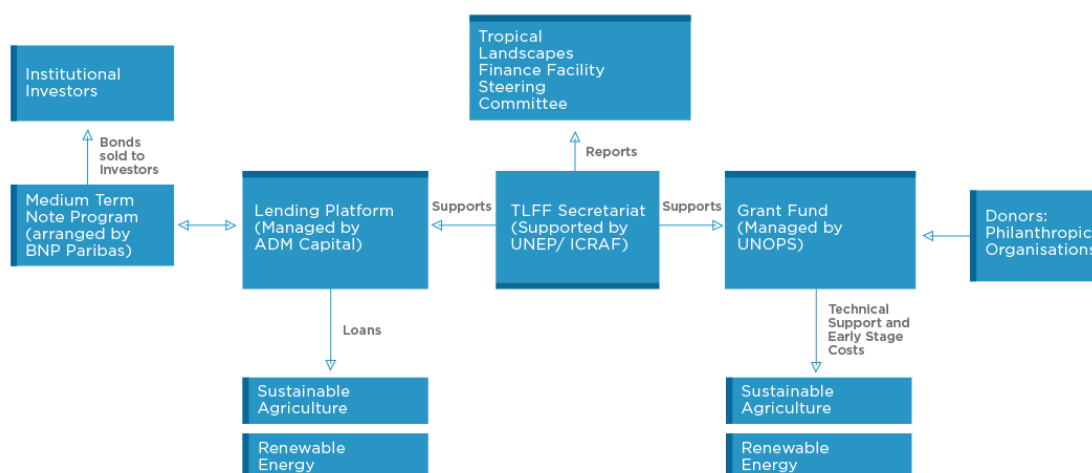 Tropical
Landscapes
Finance Facility
Steering
Committee
Institutional
Investors
Bonds
sold to
Investors
Reports
Medium Term
Note Program
(arranged by
BNP Paribas)
Lending Platform
(Managed by
ADM Capital)
Supports
TLFF Secretariat
(Supported by
UNEP/ ICRAF)
Supports
Grant Fund
(Managed by
UNOPS)
Donors:
Philanthropic
Organisations
Loans
Technical
Support and
Early Stage
Costs
Sustainable
Agriculture
Renewable
Energy
Sustainable
Agriculture
Renewable
Energy